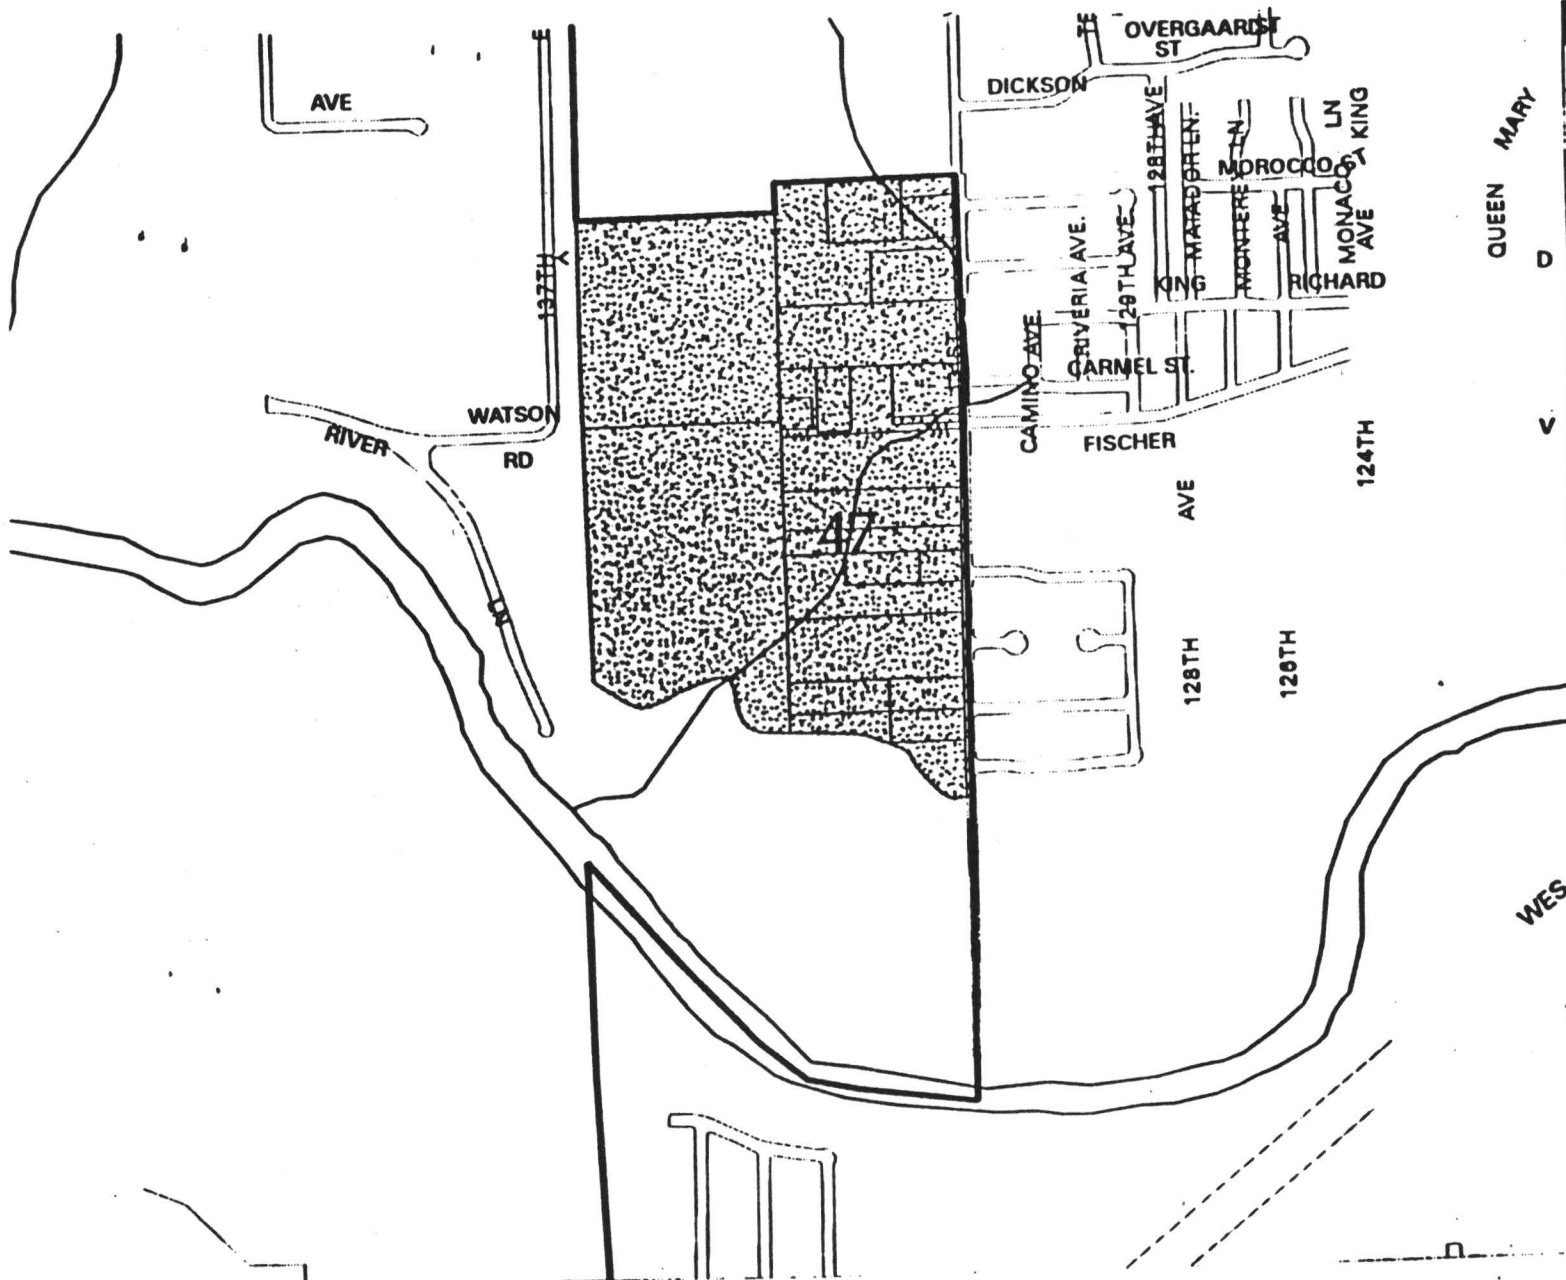 OVERGAARD ST
ST
DICKSON
AVE
128TH AVE
MATADOR LN.
MONTEREY LN
LN
KING
MARY
MOROCCO
MONACO
AVE
AVE
QUEEN
D
137TH
RIVERIA AVE.
129TH AVE.
KING
RICHARD
CAMINO AVE.
CARMEL ST.
WATSON
RD
RIVER
FISCHER
124TH
V
AVE
47
LN
128TH
126TH
WES